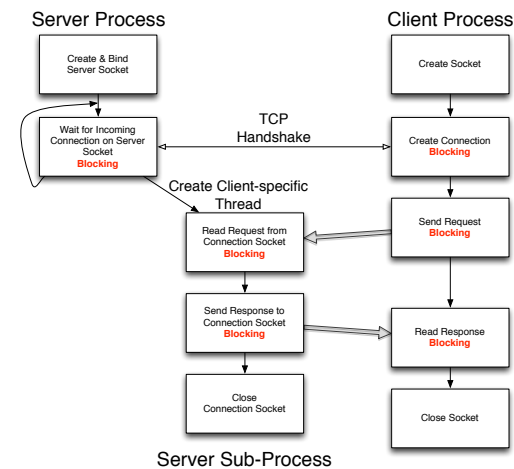 Server Process
Client Process
Create & Bind
Server Socket
Create Socket
Wait for Incoming
Connection on Server
Socket
Blocking
TCP
Handshake
Create Connection
Blocking
Create Client-specific
Thread
Read Request from
Connection Socket
Blocking
Send Request
Blocking
Send Response to
Connection Socket
Blocking
Read Response
Blocking
Close
Connection Socket
Close Socket
Server Sub-Process